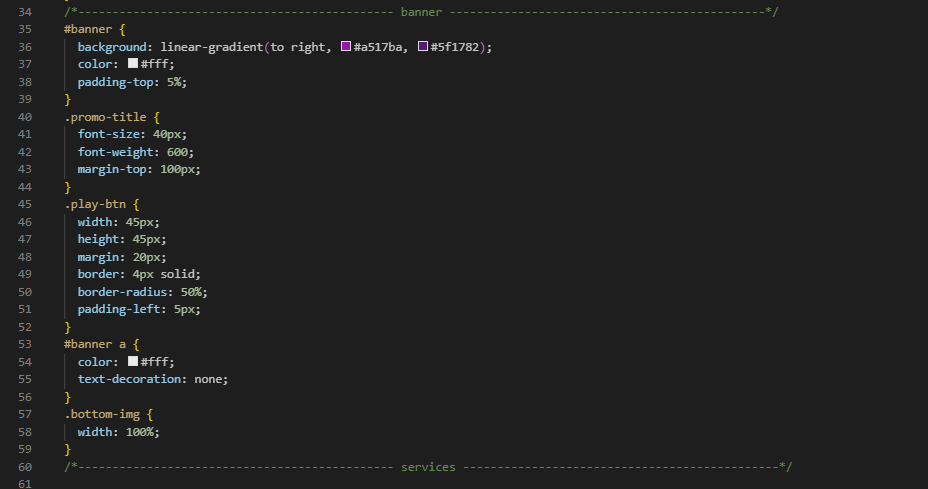 34 /*---------------------------------------------- banner ----------------------------------------------*/
35 #banner {
36 background: linear-gradient(to right, #a517ba, #5f1782);
37 color: #fff;
38 padding-top: 5%;
39 }
40 .promo-title {
41 font-size: 40px;
42 font-weight: 600;
43 margin-top: 100px;
44 }
45 .play-btn {
46 width: 45px;
47 height: 45px;
48 margin: 20px;
49 border: 4px solid;
50 border-radius: 50%;
51 padding-left: 5px;
52 }
53 #banner a {
54 color: #fff;
55 text-decoration: none;
56 }
57 .bottom-img {
58 width: 100%;
59 }
60 /*---------------------------------------------- services ----------------------------------------------*/
61